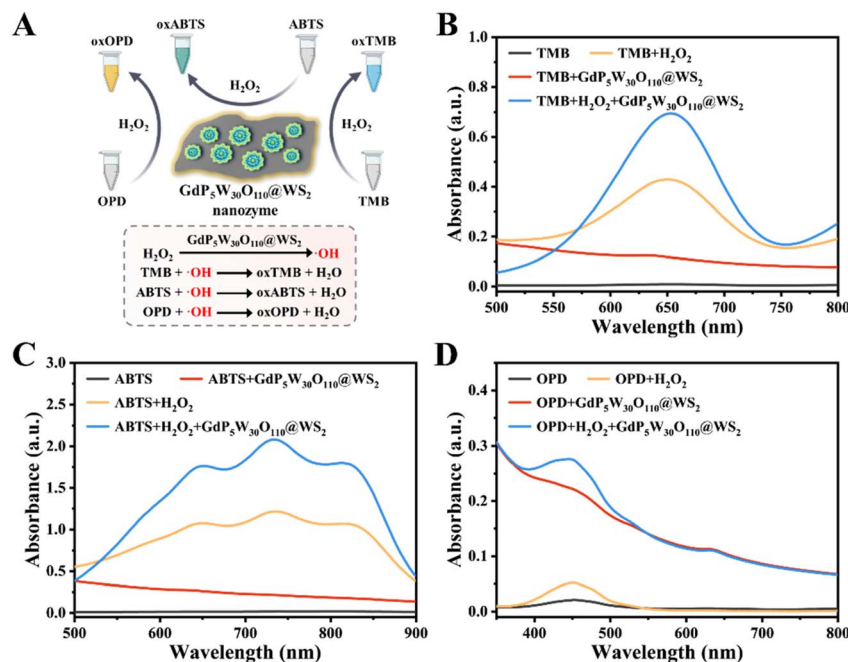 A
oxABTS
ABTS
oxOPD
oxTMB
H₂O₂
H₂O₂
H₂O₂
OPD
TMB
GdP₅W₃₀O₁₁₀@WS₂
nanozyme
GdP₅W₃₀O₁₁₀@WS₂
H₂O₂ ·OH
TMB + ·OH oxTMB + H₂O
ABTS + ·OH oxABTS + H₂O
OPD + ·OH oxOPD + H₂O
B
TMB TMB+H₂O₂
TMB+GdP₅W₃₀O₁₁₀@WS₂
TMB+H₂O₂+GdP₅W₃₀O₁₁₀@WS₂
Absorbance (a.u.)
1.0
0.8
0.6
0.4
0.2
0.0
500 550 600 650 700 750 800
Wavelength (nm)
C
ABTS ABTS+GdP₅W₃₀O₁₁₀@WS₂
ABTS+H₂O₂
ABTS+H₂O₂+GdP₅W₃₀O₁₁₀@WS₂
Absorbance (a.u.)
3.0
2.5
2.0
1.5
1.0
0.5
0.0
500 600 700 800 900
Wavelength (nm)
D
OPD OPD+H₂O₂
OPD+GdP₅W₃₀O₁₁₀@WS₂
OPD+H₂O₂+GdP₅W₃₀O₁₁₀@WS₂
Absorbance (a.u.)
0.4
0.3
0.2
0.1
0.0
400 500 600 700 800
Wavelength (nm)